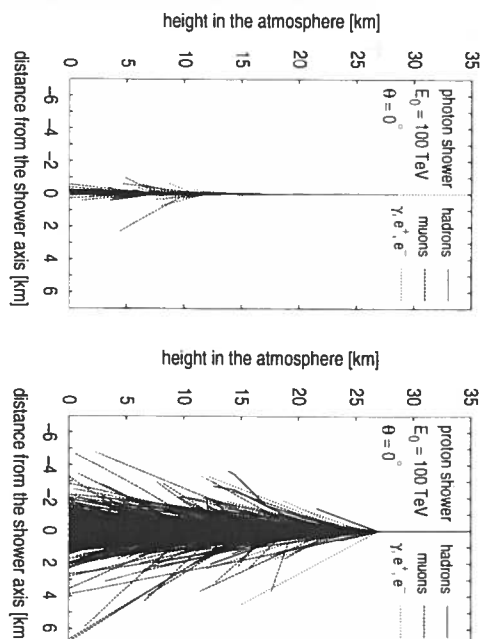 height in the atmosphere [km]
0 5 10 15 20 25 30 35
distance from the shower axis [km]
−6 −4 −2 0 2 4 6
photon shower
E0 = 100 TeV
θ = 0°
hadrons
muons
γ, e+, e−
height in the atmosphere [km]
0 5 10 15 20 25 30 35
distance from the shower axis [km
−6 −4 −2 0 2 4 6
proton shower
E0 = 100 TeV
θ = 0°
hadrons
muons
γ, e+, e−